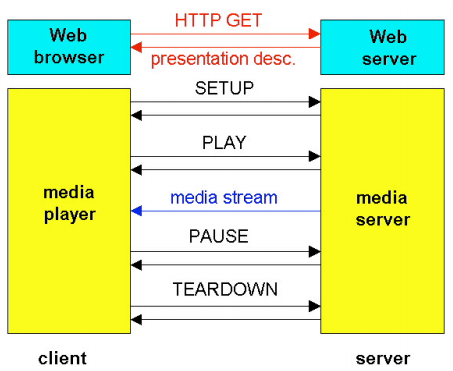 HTTP GET
Web
browser
Web
server
presentation desc.
SETUP
PLAY
media
player
media stream
media
server
PAUSE
TEARDOWN
client
server